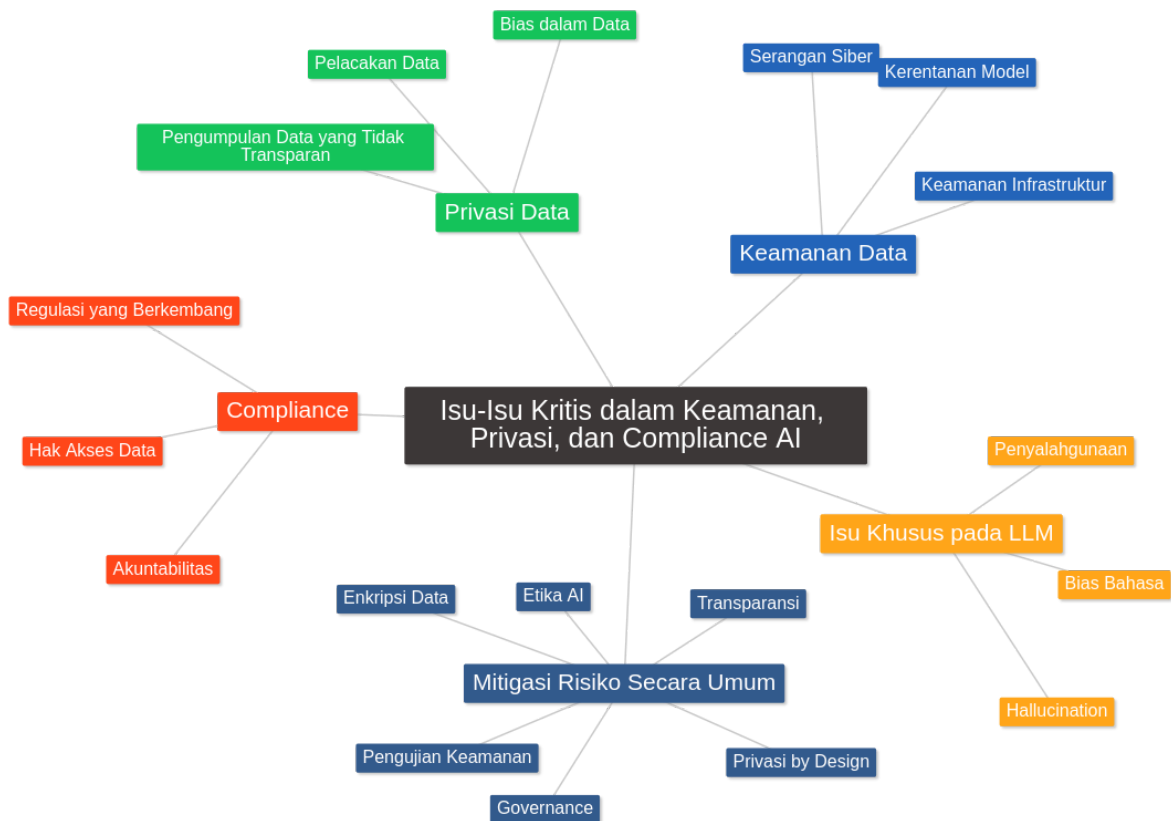 Bias dalam Data
Pelacakan Data
Serangan Siber
Kerentanan Model
Pengumpulan Data yang Tidak
Transparan
Keamanan Infrastruktur
Privasi Data
Keamanan Data
Regulasi yang Berkembang
Compliance
Isu-Isu Kritis dalam Keamanan,
Privasi, dan Compliance AI
Hak Akses Data
Penyalahgunaan
Isu Khusus pada LLM
Akuntabilitas
Bias Bahasa
Enkripsi Data
Etika AI
Transparansi
Mitigasi Risiko Secara Umum
Hallucination
Pengujian Keamanan
Privasi by Design
Governance